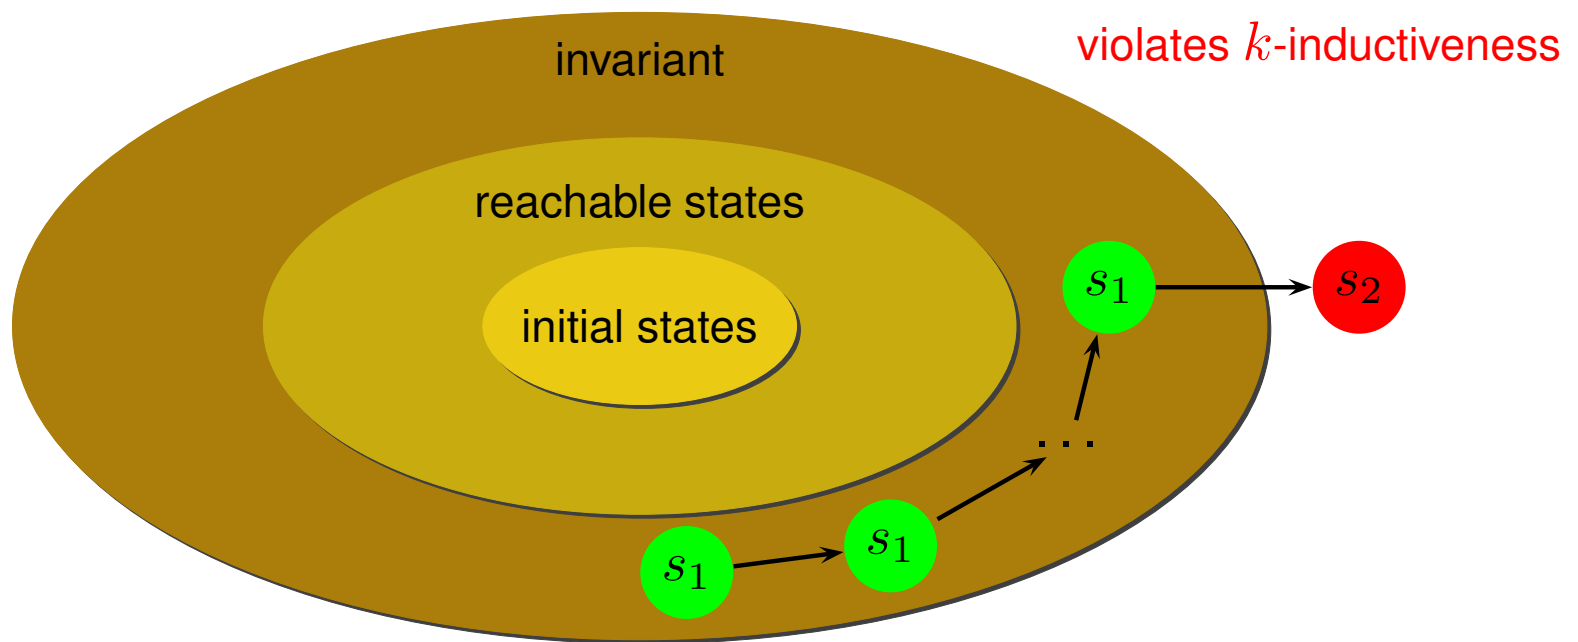 violates k-inductiveness
invariant
reachable states
initial states
s₁
s₂
. . .
s₁
s₁